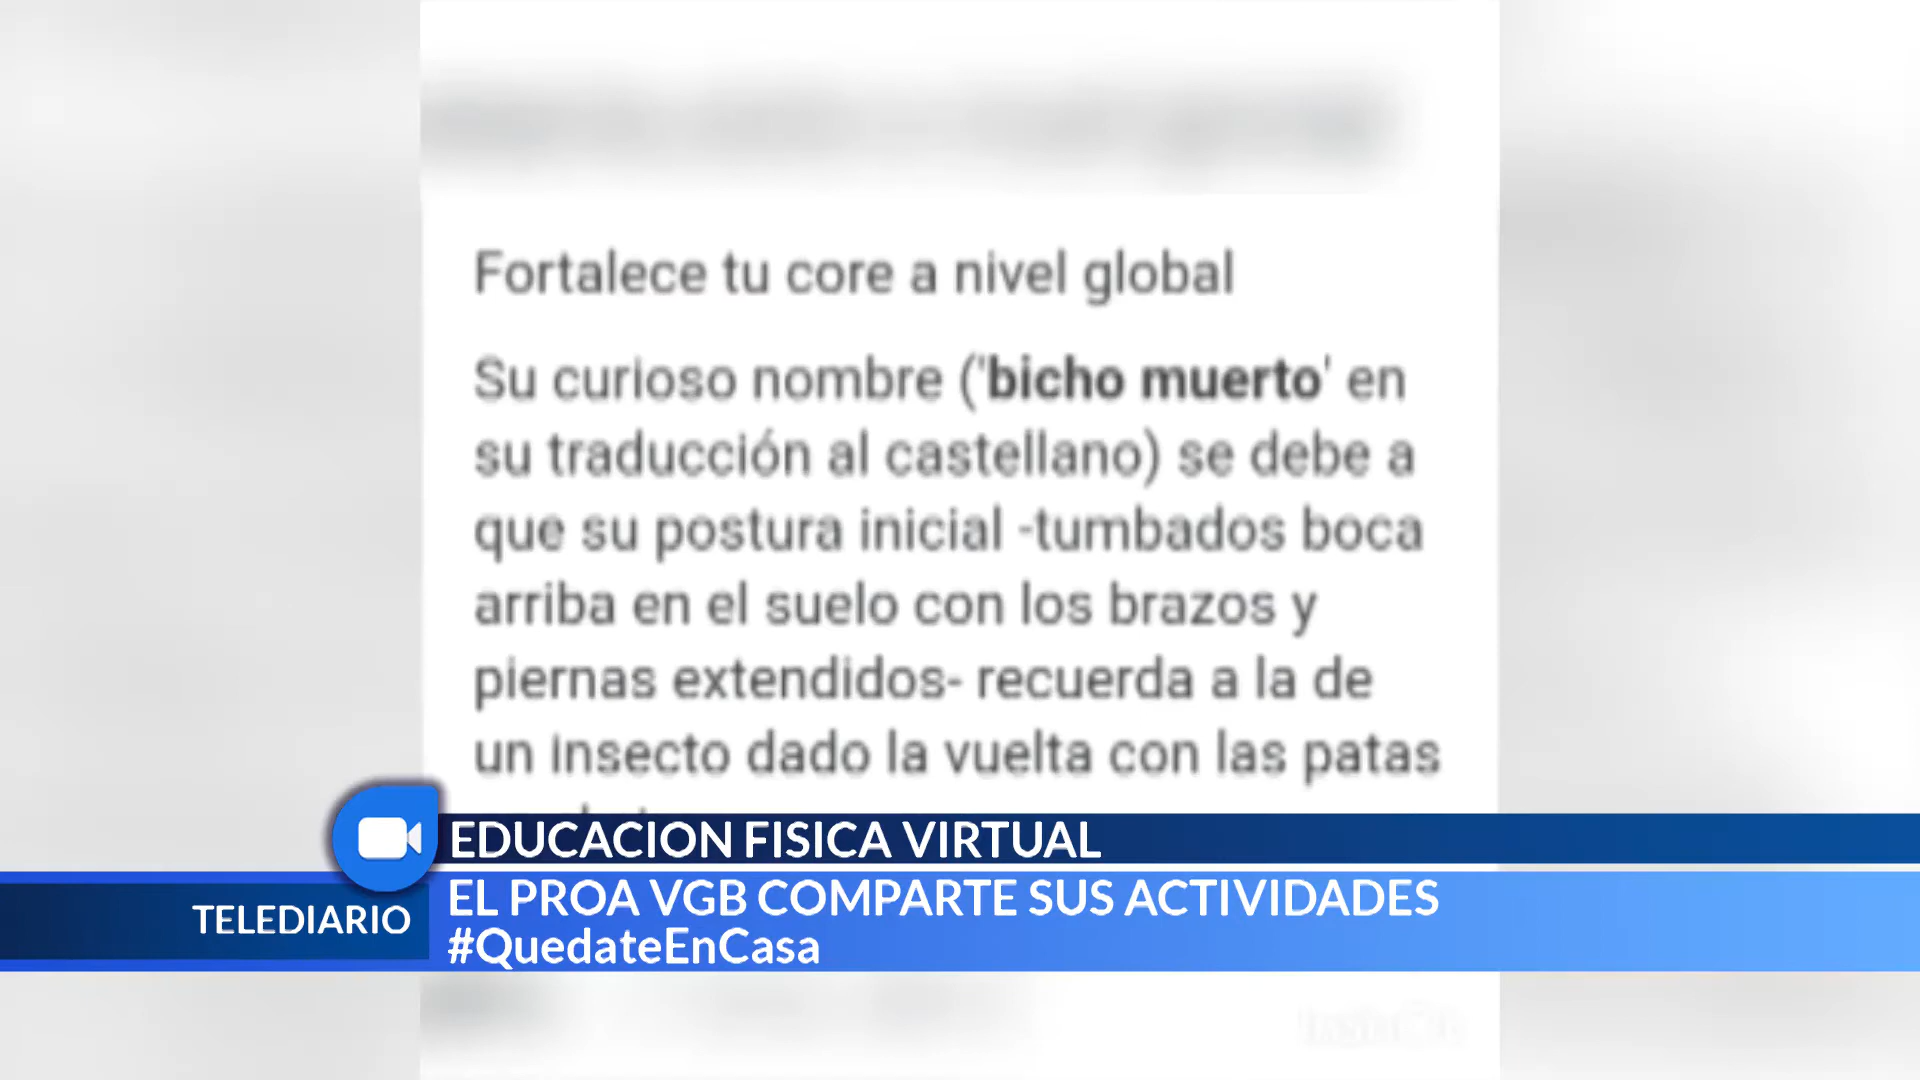 Fortalece tu core a nivel global
Su curioso nombre ('bicho muerto' en
su traducción al castellano) se debe a
que su postura inicial -tumbados boca
arriba en el suelo con los brazos y
piernas extendidos- recuerda a la de
un insecto dado la vuelta con las patas
EDUCACION FISICA VIRTUAL
TELEDIARIO
EL PROA VGB COMPARTE SUS ACTIVIDADES
#QuedateEnCasa